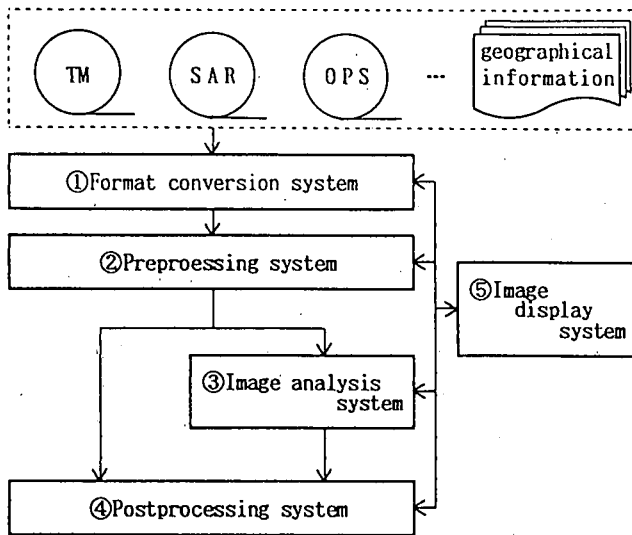 TM
SAR
OPS
...
geographical
information
①Format conversion system
②Preproessing system
⑤Image
display
system
③Image analysis
system
④Postprocessing system